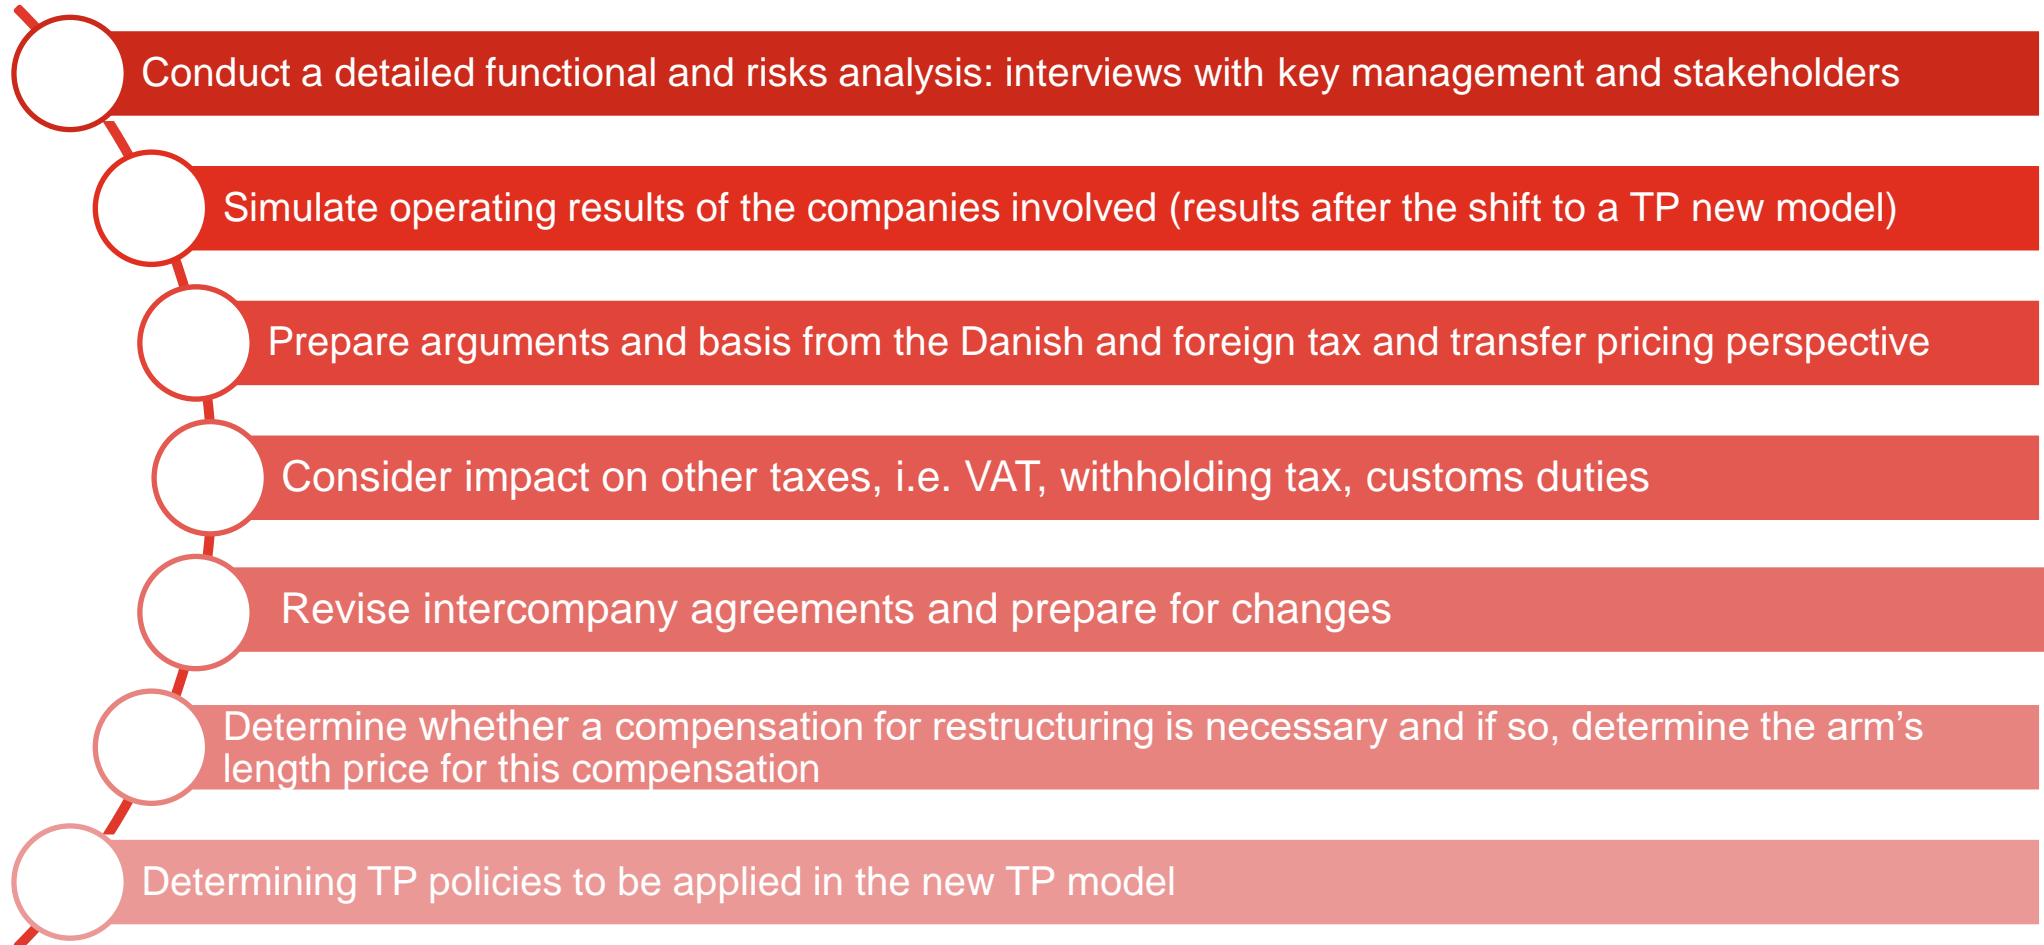 Conduct a detailed functional and risks analysis: interviews with key management and stakeholders
Simulate operating results of the companies involved (results after the shift to a TP new model)
Prepare arguments and basis from the Danish and foreign tax and transfer pricing perspective
Consider impact on other taxes, i.e. VAT, withholding tax, customs duties
Revise intercompany agreements and prepare for changes
Determine whether a compensation for restructuring is necessary and if so, determine the arm’s
length price for this compensation
Determining TP policies to be applied in the new TP model